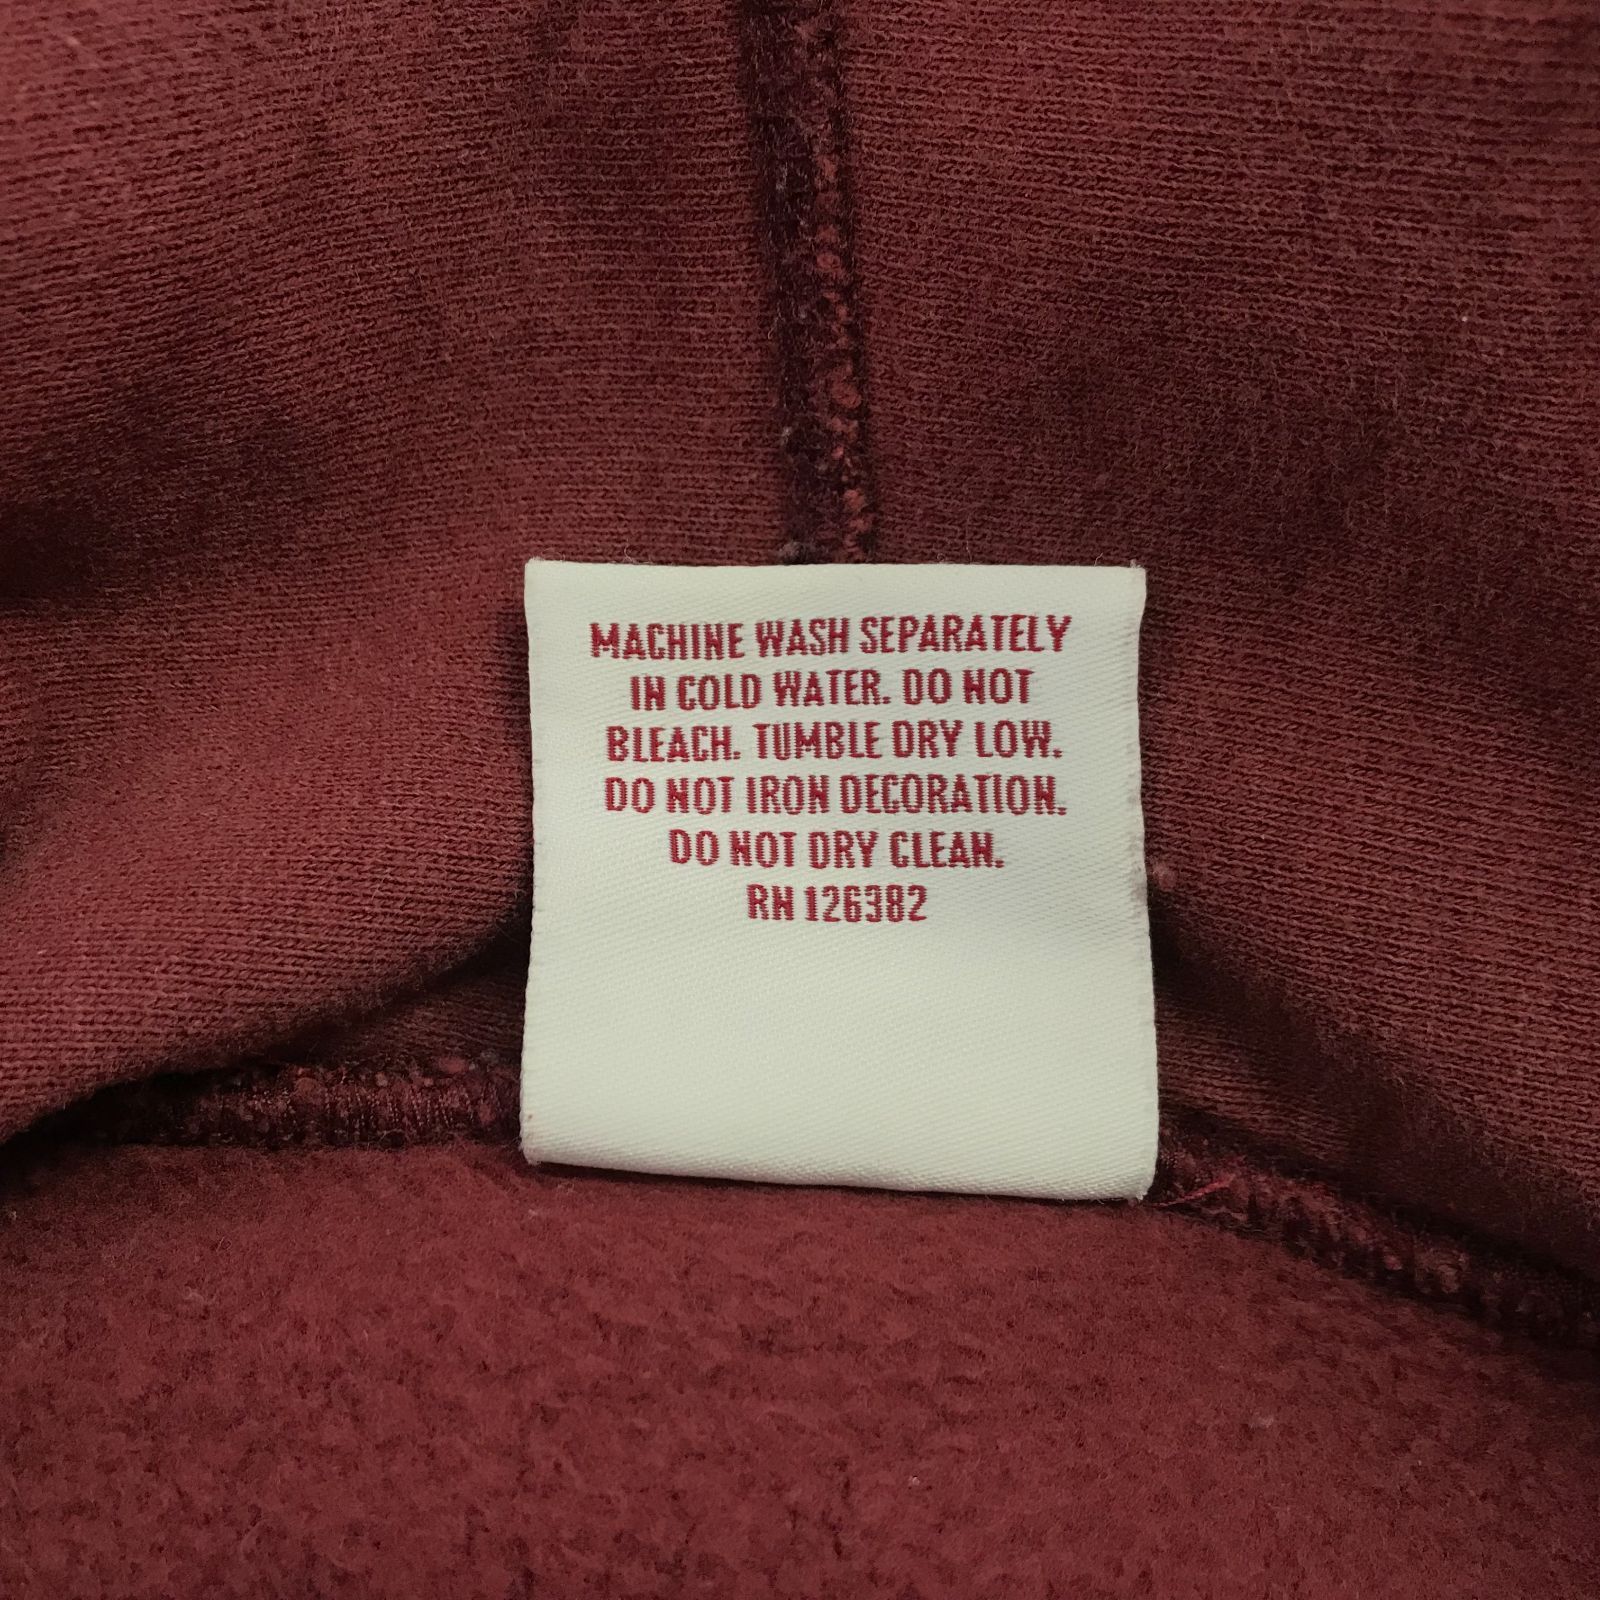 MACHINE WASH SEPARATELY
IN COLD WATER. DO NOT
BLEACH. TUMBLE DRY LOW.
DO NOT IRON DECORATION.
DO NOT DRY CLEAN.
RN 126382